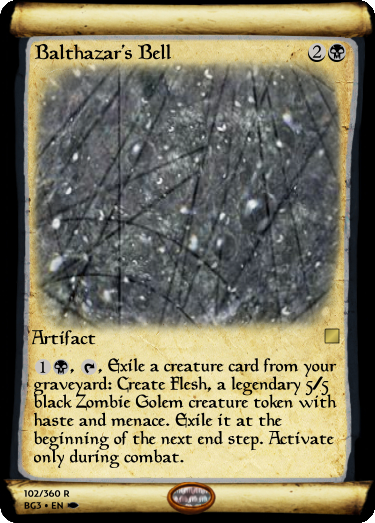 Balthazar's Bell 2
Artifact
1 , , Exile a creature card from your
graveyard: Create Flesh, a legendary 5/5
black Zombie Golem creature token with
haste and menace. Exile it at the
beginning of the next end step. Activate
only during combat.
102/360 R
BG3 • EN